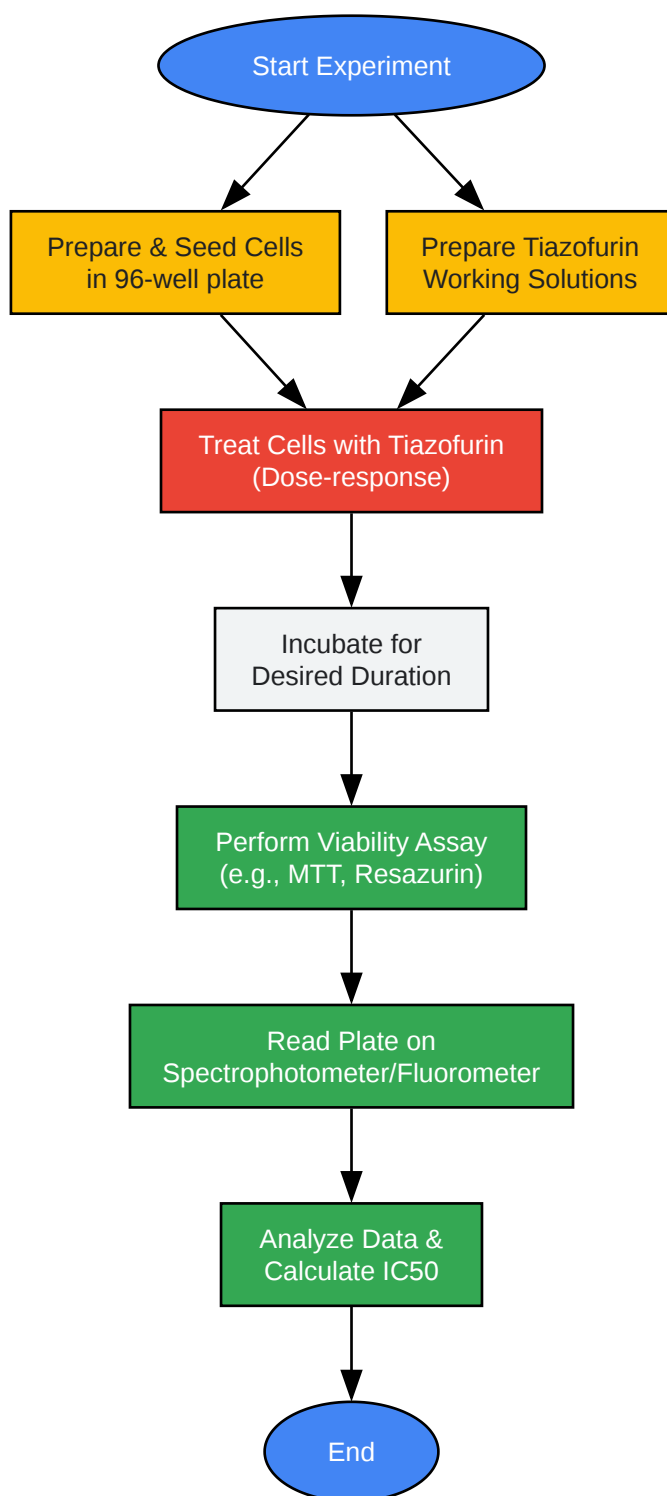 Start Experiment
Prepare & Seed Cells
in 96-well plate
Prepare Tiazofurin
Working Solutions
Treat Cells with Tiazofurin
(Dose-response)
Incubate for
Desired Duration
Perform Viability Assay
(e.g., MTT, Resazurin)
Read Plate on
Spectrophotometer/Fluorometer
Analyze Data &
Calculate IC50
End